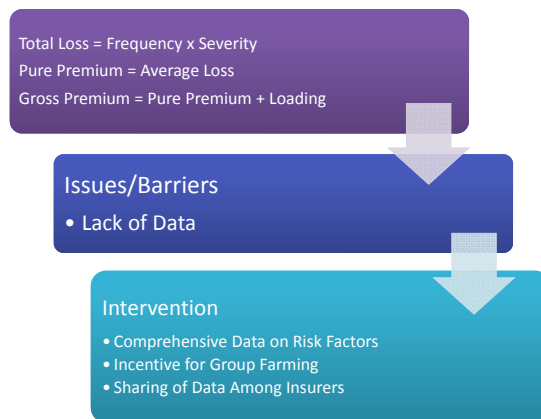 Total Loss = Frequency x Severity
Pure Premium = Average Loss
Gross Premium = Pure Premium + Loading
Issues/Barriers
• Lack of Data
Intervention
• Comprehensive Data on Risk Factors
• Incentive for Group Farming
• Sharing of Data Among Insurers